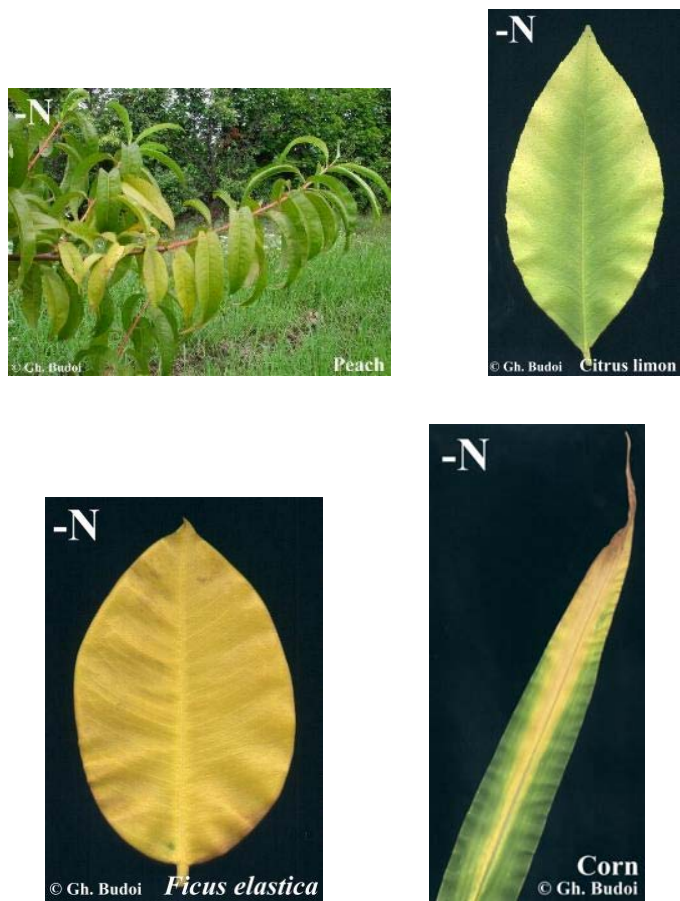 -N
© Gh. Budoi Peach
-N
© Gh. Budoi Citrus limon
-N
© Gh. Budoi Ficus elastica
-N
Corn
© Gh. Budoi